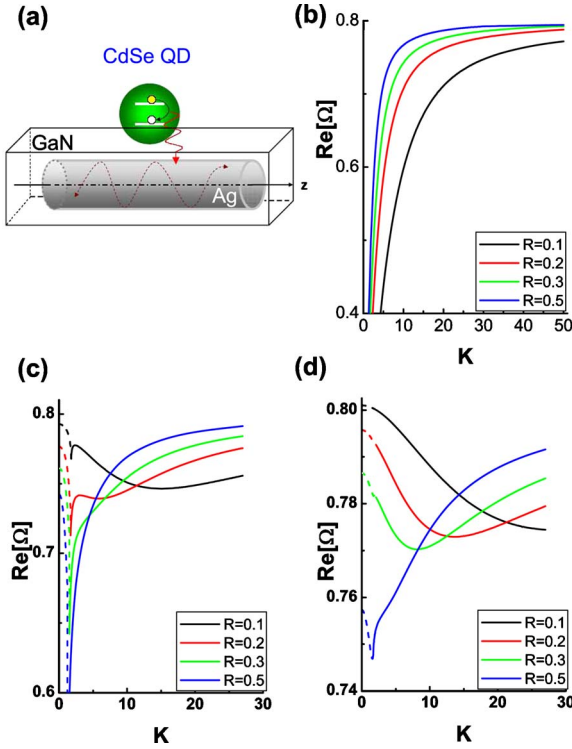 (a)
CdSe QD
GaN
Ag
z
(b)
Re[Ω]
0.8
0.6
0.4
R=0.1
R=0.2
R=0.3
R=0.5
0 10 20 30 40 50
K
(c)
Re[Ω]
0.8
0.7
0.6
R=0.1
R=0.2
R=0.3
R=0.5
0 10 20 30
K
(d)
Re[Ω]
0.80
0.78
0.76
0.74
R=0.1
R=0.2
R=0.3
R=0.5
0 10 20 30
K